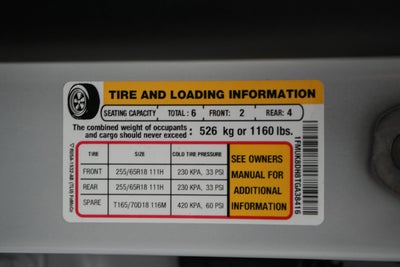 TIRE AND LOADING INFORMATION
SEATING CAPACITY TOTAL: 6 FRONT: 2 REAR: 4
The combined weight of occupants and cargo should never exceed : 526 kg or 1160 lbs.
TIRE SIZE COLD TIRE PRESSURE
FRONT 255/65R18 111H 230 KPA, 33 PSI
REAR 255/65R18 111H 230 KPA, 33 PSI
SPARE T165/70D18 116M 420 KPA, 60 PSI
SEE OWNERS
MANUAL FOR
ADDITIONAL
INFORMATION